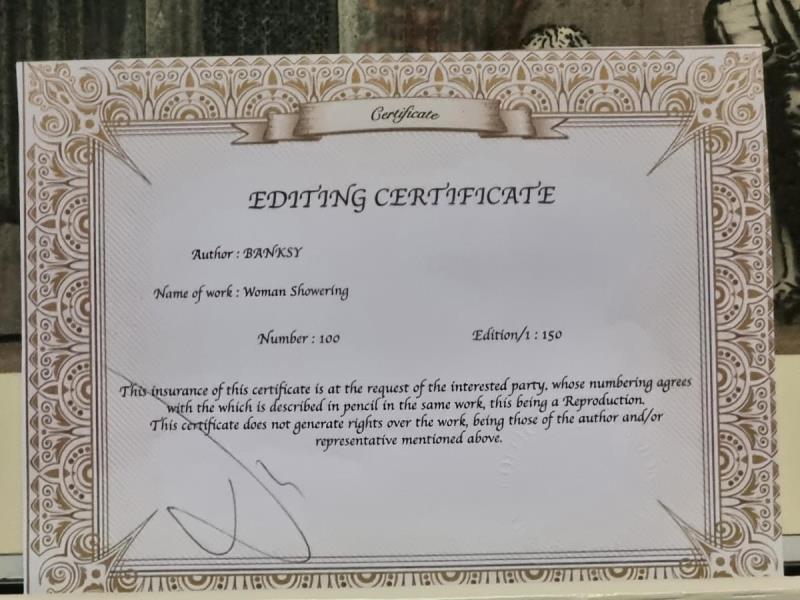 Certificate
EDITING CERTIFICATE
Author : BANKSY
Name of work : Woman Showering
Number : 100
Edition/1 : 150
This insurance of this certificate is at the request of the interested party, whose numbering agrees
with the which is described in pencil in the same work, this being a Reproduction.
This certificate does not generate rights over the work, being those of the author and/or
representative mentioned above.